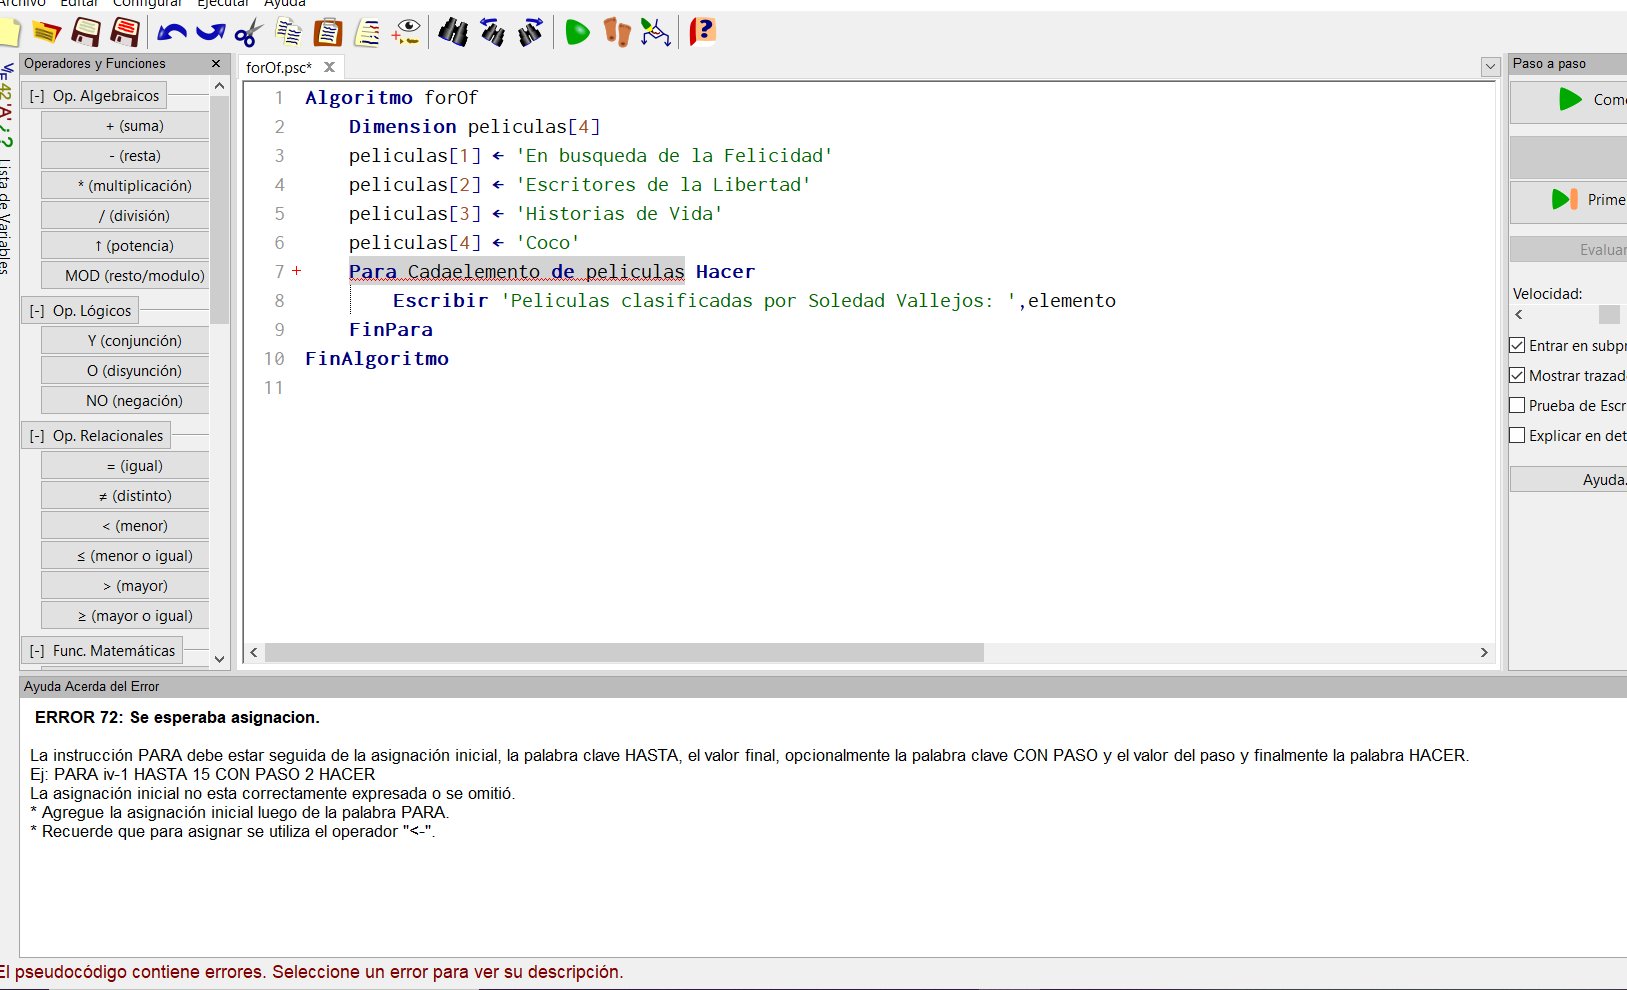 Archivo Editar Configurar Ejecutar Ayuda
Operadores y Funciones
[-] Op. Algebraicos
+ (suma)
- (resta)
* (multiplicación)
/ (división)
↑ (potencia)
MOD (resto/modulo)
[-] Op. Lógicos
Y (conjunción)
O (disyunción)
NO (negación)
[-] Op. Relacionales
= (igual)
≠ (distinto)
< (menor)
≤ (menor o igual)
> (mayor)
≥ (mayor o igual)
[-] Func. Matemáticas
42 'A' ¿? Lista de Variables
forOf.psc*
1 Algoritmo forOf
2 Dimension peliculas[4]
3 peliculas[1] ← 'En busqueda de la Felicidad'
4 peliculas[2] ← 'Escritores de la Libertad'
5 peliculas[3] ← 'Historias de Vida'
6 peliculas[4] ← 'Coco'
7 + Para Cadaelemento de peliculas Hacer
8 Escribir 'Peliculas clasificadas por Soledad Vallejos: ',elemento
9 FinPara
10 FinAlgoritmo
11
Paso a paso
Come
Prime
Evaluar
Velocidad:
Entrar en subpr
Mostrar trazad
Prueba de Escr
Explicar en det
Ayuda.
Ayuda Acerda del Error
ERROR 72: Se esperaba asignacion.
La instrucción PARA debe estar seguida de la asignación inicial, la palabra clave HASTA, el valor final, opcionalmente la palabra clave CON PASO y el valor del paso y finalmente la palabra HACER.
Ej: PARA iv-1 HASTA 15 CON PASO 2 HACER
La asignación inicial no esta correctamente expresada o se omitió.
* Agregue la asignación inicial luego de la palabra PARA.
* Recuerde que para asignar se utiliza el operador "<-".
El pseudocódigo contiene errores. Seleccione un error para ver su descripción.